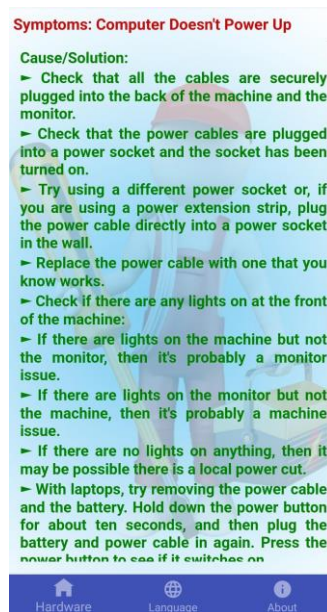 Symptoms: Computer Doesn't Power Up
Cause/Solution:
► Check that all the cables are securely
plugged into the back of the machine and the
monitor.
► Check that the power cables are plugged
into a power socket and the socket has been
turned on.
► Try using a different power socket or, if
you are using a power extension strip, plug
the power cable directly into a power socket
in the wall.
► Replace the power cable with one that you
know works.
► Check if there are any lights on at the front
of the machine:
► If there are lights on the machine but not
the monitor, then it's probably a monitor
issue.
► If there are lights on the monitor but not
the machine, then it's probably a machine
issue.
► If there are no lights on anything, then it
may be possible there is a local power cut.
► With laptops, try removing the power cable
and the battery. Hold down the power button
for about ten seconds, and then plug the
battery and power cable in again. Press the
power button to see if it switches on
Hardware
Language
About